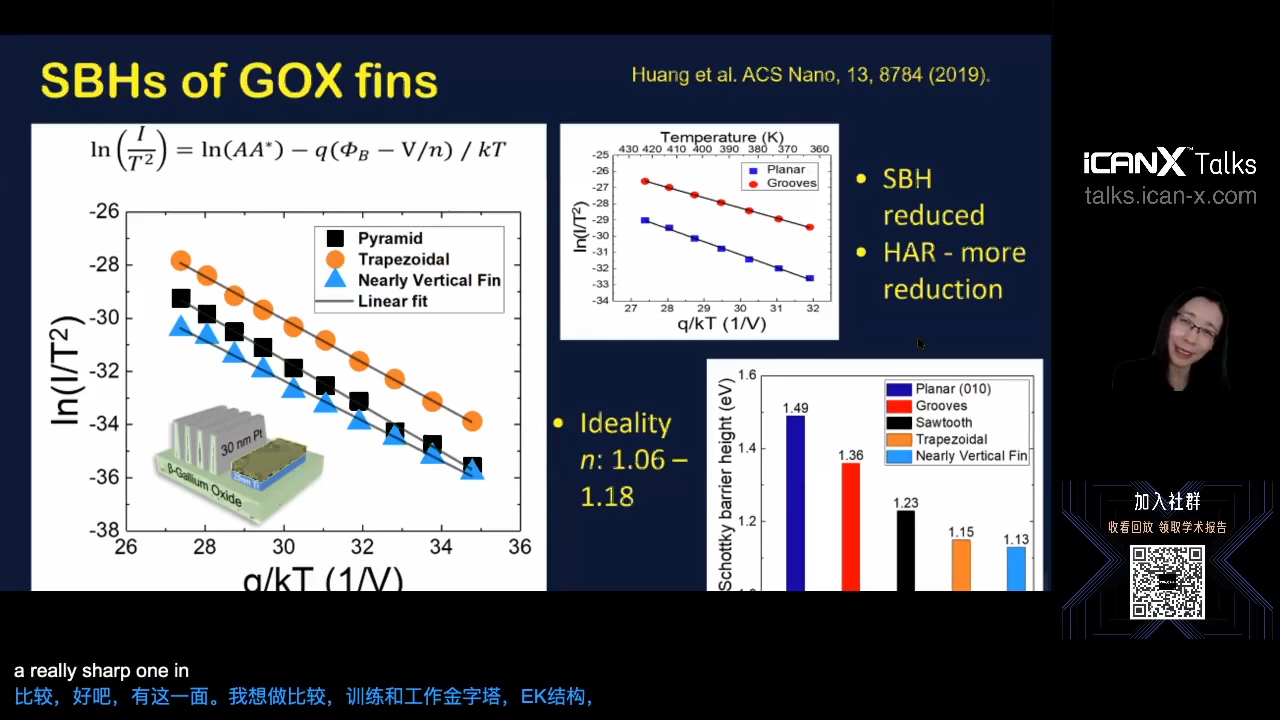 SBHs of GOX fins
Huang et al. ACS Nano, 13, 8784 (2019).
ln(I/T²) = ln(AA*) − q(Φ_B − V/n) / kT
-26
-28
-30
-32
-34
-36
-38
ln(I/T²)
Pyramid
Trapezoidal
Nearly Vertical Fin
Linear fit
30 nm Pt
β-Gallium Oxide
26 28 30 32 34 36
q/kT (1/V)
Temperature (K)
430 420 410 400 390 380 370 360
-25
-26
-27
-28
-29
-30
-31
-32
-33
-34
ln(I/T²)
Planar
Grooves
27 28 29 30 31 32
q/kT (1/V)
• SBH
reduced
• HAR - more
reduction
• Ideality
n: 1.06 –
1.18
Schottky barrier height (eV)
1.6
1.4
1.2
Planar (010)
Grooves
Sawtooth
Trapezoidal
Nearly Vertical Fin
1.49
1.36
1.23
1.15
1.13
iCANX™ Talks
talks.ican-x.com
加入社群
收看回放 领取学术报告
a really sharp one in
比较，好吧，有这一面。我想做比较，训练和工作金字塔，EK结构，